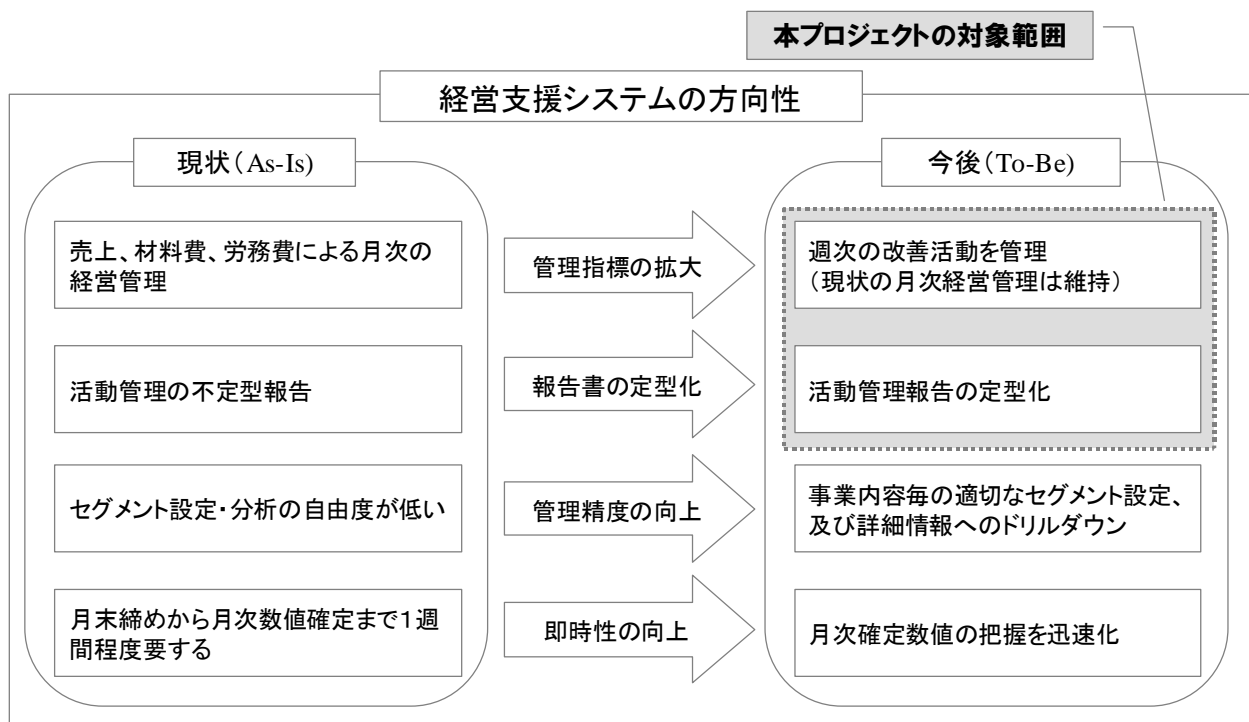 本プロジェクトの対象範囲
経営支援システムの方向性
現状(As-Is)
今後(To-Be)
売上、材料費、労務費による月次の
経営管理
管理指標の拡大
週次の改善活動を管理
(現状の月次経営管理は維持)
活動管理の不定型報告
報告書の定型化
活動管理報告の定型化
セグメント設定・分析の自由度が低い
管理精度の向上
事業内容毎の適切なセグメント設定、
及び詳細情報へのドリルダウン
月末締めから月次数値確定まで1週
間程度要する
即時性の向上
月次確定数値の把握を迅速化